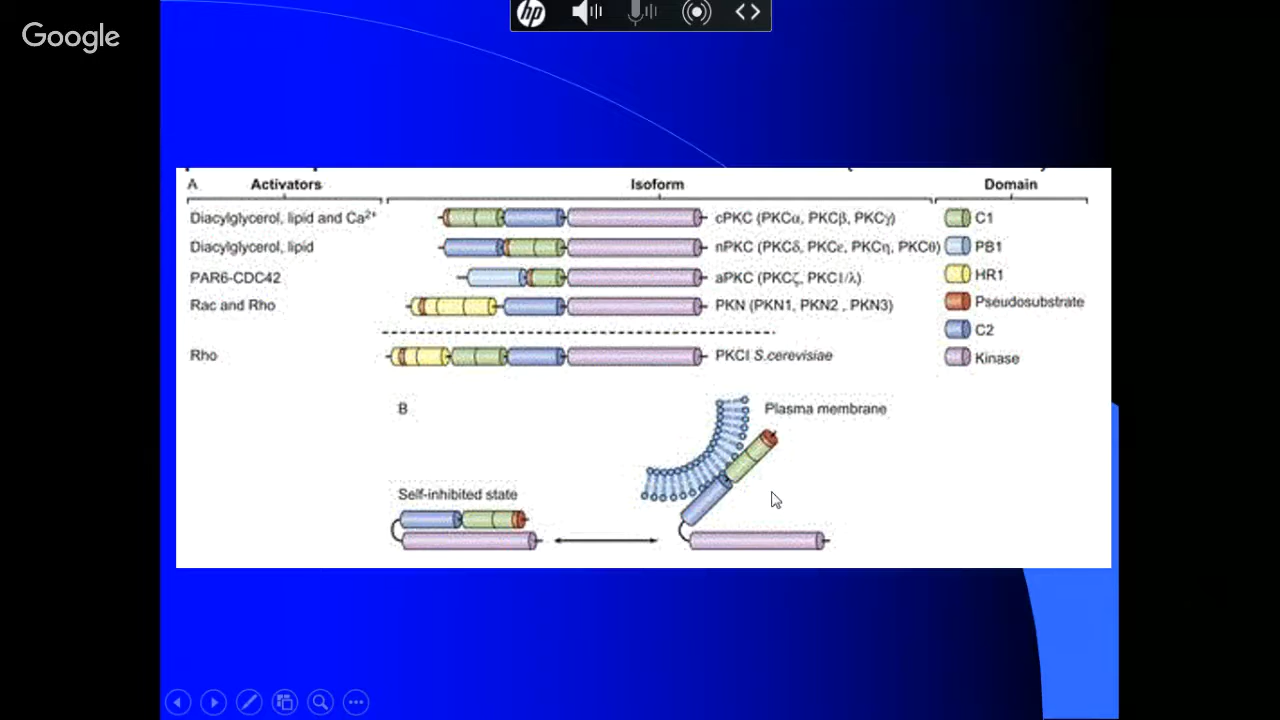 Google
hp
A Activators Isoform Domain
Diacylglycerol, lipid and Ca²⁺ cPKC (PKCα, PKCβ, PKCγ) C1
Diacylglycerol, lipid nPKC (PKCδ, PKCε, PKCη, PKCθ) PB1
PAR6-CDC42 aPKC (PKCζ, PKC1/λ) HR1
Rac and Rho PKN (PKN1, PKN2 , PKN3) Pseudosubstrate
C2
Rho PKCI S.cerevisiae Kinase
B Plasma membrane
Self-inhibited state